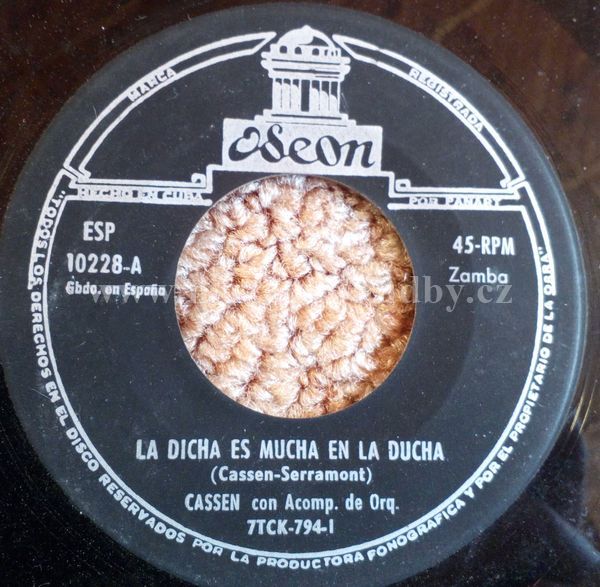 MARCA
REGISTRADA
Odeon
HECHO EN CUBA
POR PANART
ESP
10228-A
Gbdo. en España
45-RPM
Zamba
LA DICHA ES MUCHA EN LA DUCHA
(Cassen-Serramont)
CASSEN con Acomp. de Orq.
7TCK-794-1
"TODOS LOS DERECHOS EN EL DISCO RESERVADOS POR LA PRODUCTORA FONOGRAFICA Y POR EL PROPIETARIO DE LA OBRA"